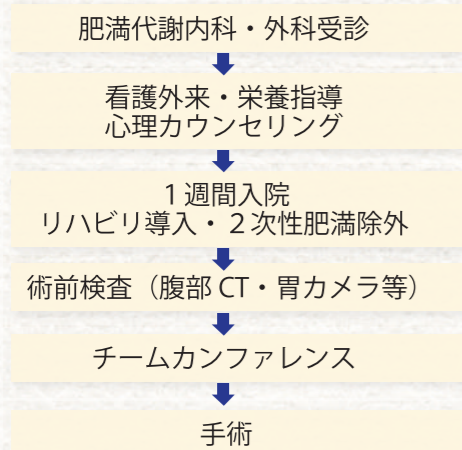 肥満代謝内科・外科受診
看護外来・栄養指導
心理カウンセリング
１週間入院
リハビリ導入・２次性肥満除外
術前検査（腹部 CT・胃カメラ等）
チームカンファレンス
手術